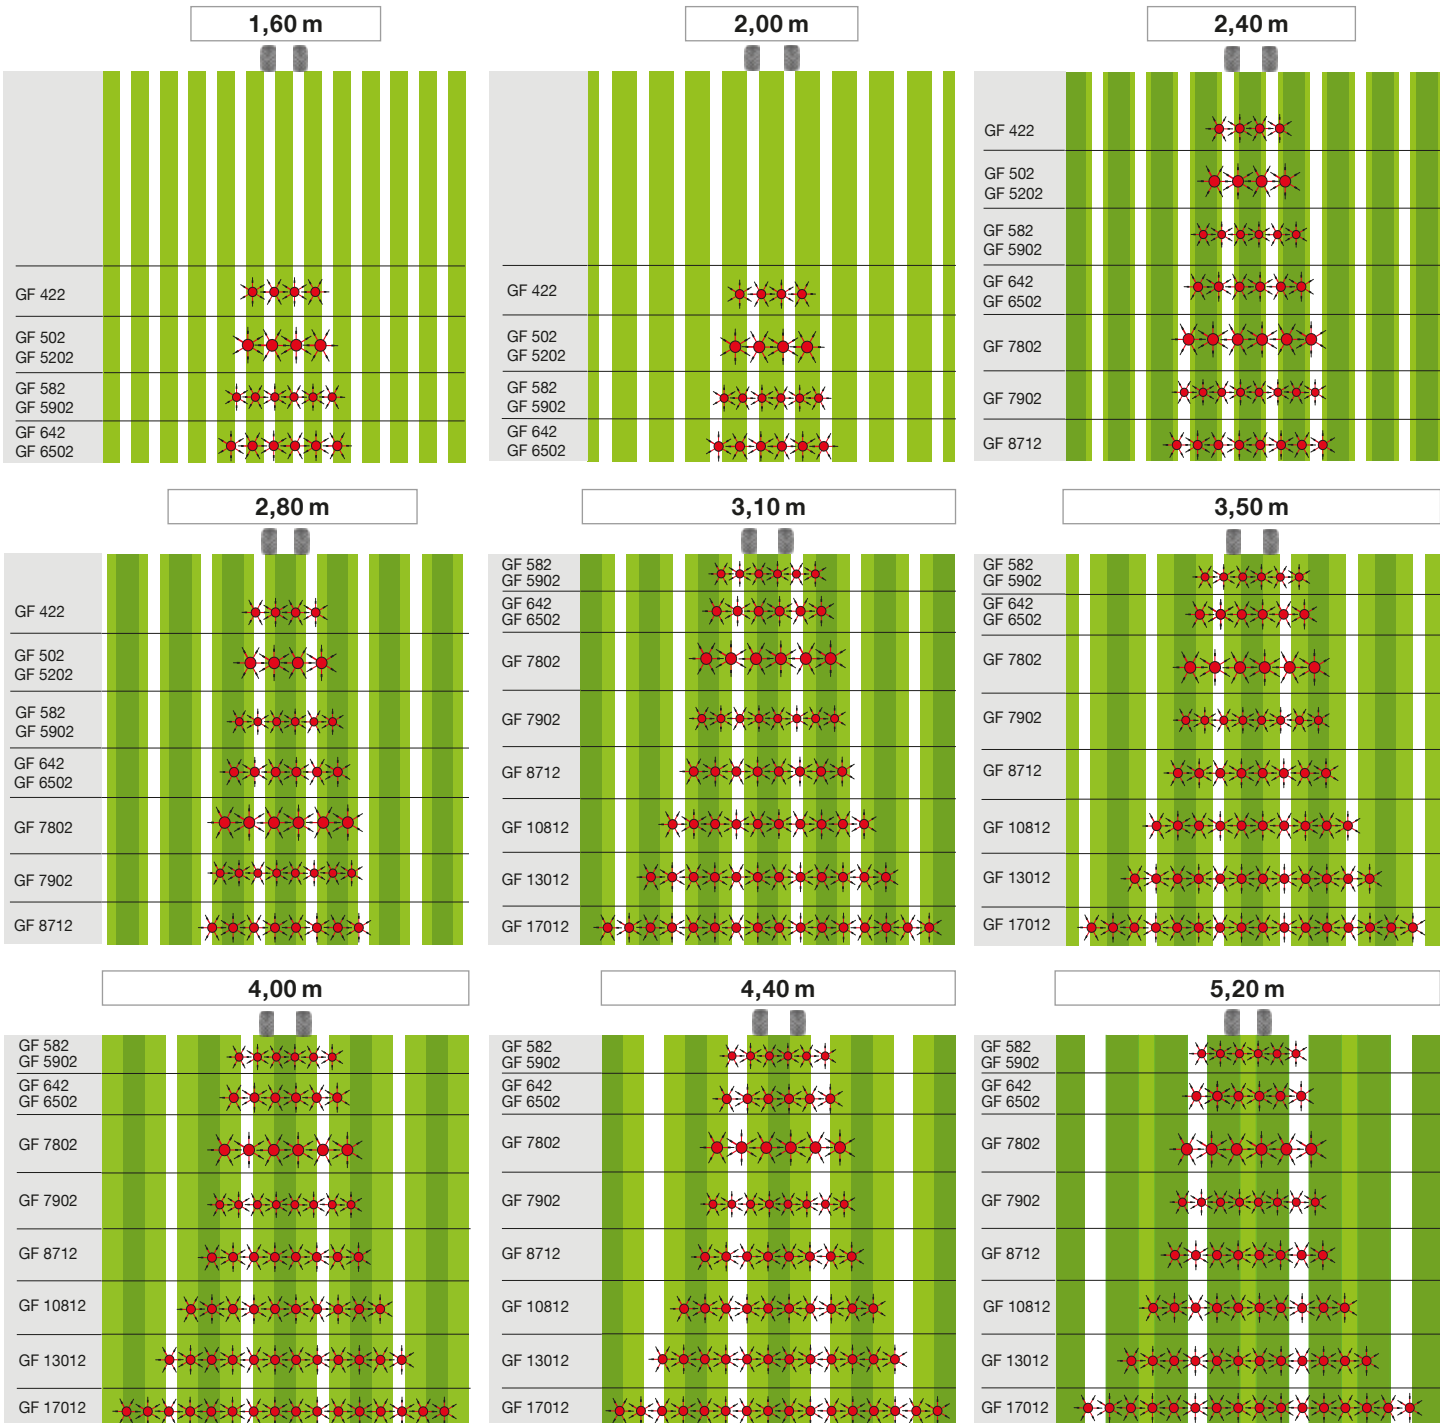 1,60 m
GF 422
GF 502
GF 5202
GF 582
GF 5902
GF 642
GF 6502
2,00 m
GF 422
GF 502
GF 5202
GF 582
GF 5902
GF 642
GF 6502
2,40 m
GF 422
GF 502
GF 5202
GF 582
GF 5902
GF 642
GF 6502
GF 7802
GF 7902
GF 8712
2,80 m
GF 422
GF 502
GF 5202
GF 582
GF 5902
GF 642
GF 6502
GF 7802
GF 7902
GF 8712
3,10 m
GF 582
GF 5902
GF 642
GF 6502
GF 7802
GF 7902
GF 8712
GF 10812
GF 13012
GF 17012
3,50 m
GF 582
GF 5902
GF 642
GF 6502
GF 7802
GF 7902
GF 8712
GF 10812
GF 13012
GF 17012
4,00 m
GF 582
GF 5902
GF 642
GF 6502
GF 7802
GF 7902
GF 8712
GF 10812
GF 13012
GF 17012
4,40 m
GF 582
GF 5902
GF 642
GF 6502
GF 7802
GF 7902
GF 8712
GF 10812
GF 13012
GF 17012
5,20 m
GF 582
GF 5902
GF 642
GF 6502
GF 7802
GF 7902
GF 8712
GF 10812
GF 13012
GF 17012